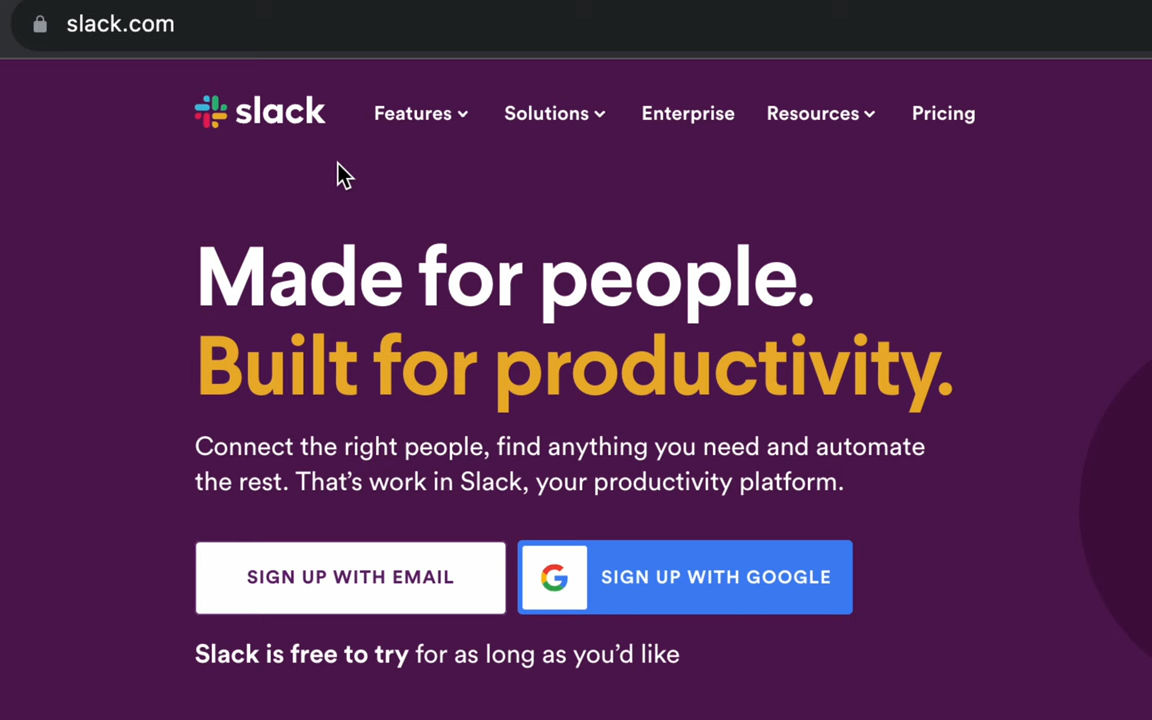 slack.com
slack Features Solutions Enterprise Resources Pricing
Made for people.
Built for productivity.
Connect the right people, find anything you need and automate
the rest. That's work in Slack, your productivity platform.
SIGN UP WITH EMAIL G SIGN UP WITH GOOGLE
Slack is free to try for as long as you'd like